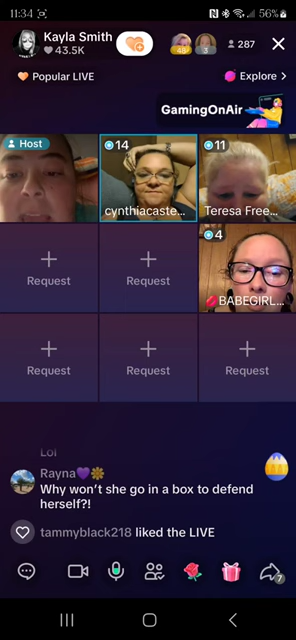 11:34
56%
Kayla Smith
43.5K
48
3
287
Popular LIVE
Explore >
GamingOnAir
Host
14
11
cynthiacaste...
Teresa Free...
4
Request
Request
💋BABEGIRL...
Request
Request
Request
Lol
Rayna💜🌼
Why won't she go in a box to defend
herself?!
tammyblack218 liked the LIVE
7